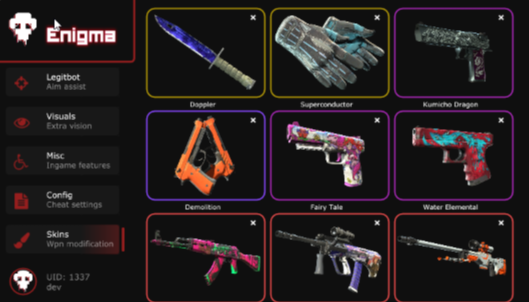 Enigma
Legitbot
Aim assist
Visuals
Extra vision
Misc
Ingame features
Config
Cheat settings
Skins
Wpn modification
UID: 1337
dev
Doppler
Superconductor
Kumicho Dragon
Demolition
Fairy Tale
Water Elemental